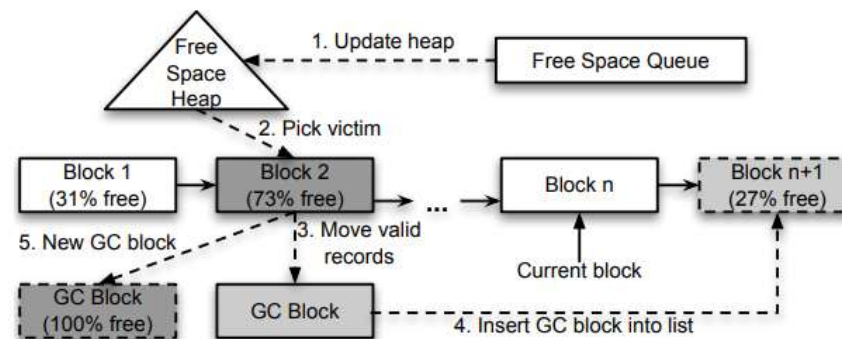 Free
Space
Heap
1. Update heap
Free Space Queue
2. Pick victim
Block 1
(31% free)
Block 2
(73% free)
...
Block n
Block n+1
(27% free)
5. New GC block
3. Move valid
records
Current block
GC Block
(100% free)
GC Block
4. Insert GC block into list